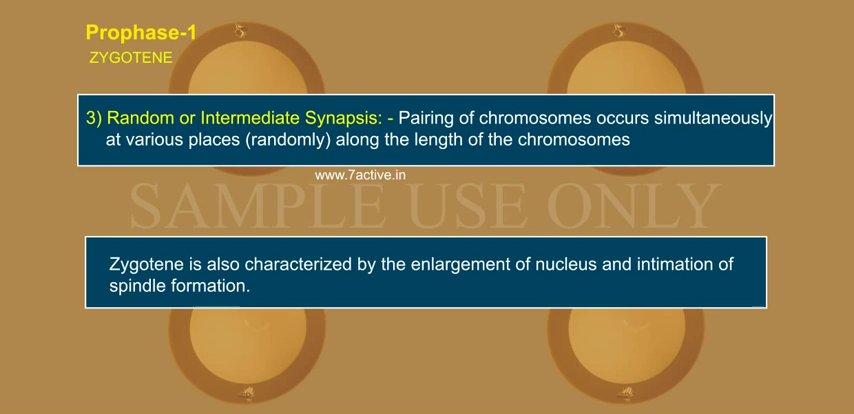 Prophase-1
ZYGOTENE
3) Random or Intermediate Synapsis: - Pairing of chromosomes occurs simultaneously
at various places (randomly) along the length of the chromosomes
www.7active.in
SAMPLE USE ONLY
Zygotene is also characterized by the enlargement of nucleus and intimation of
spindle formation.